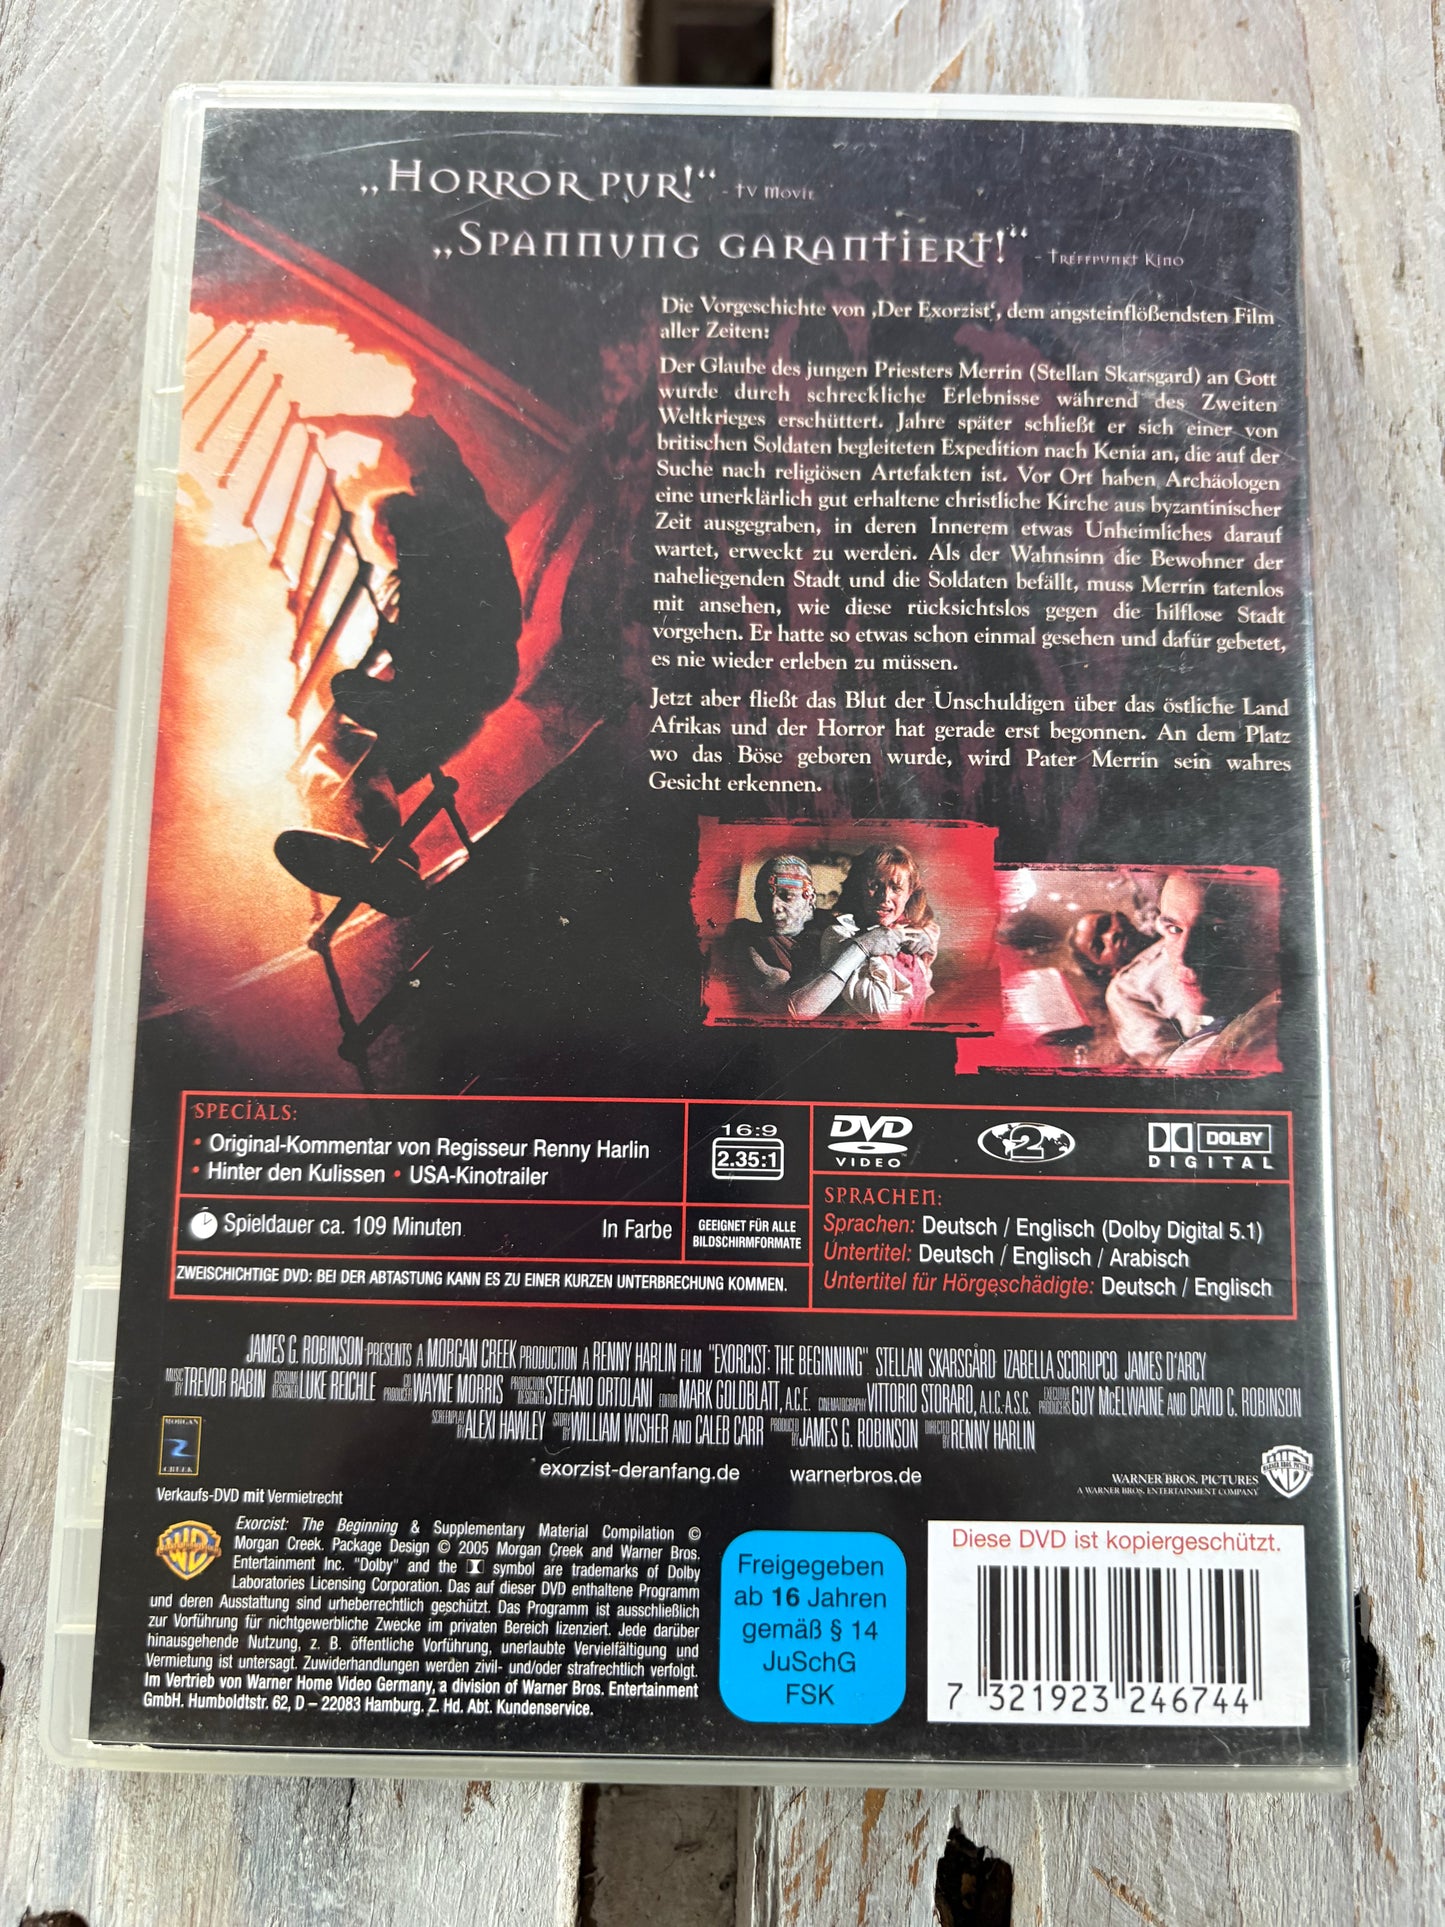 „Horror pur!“ - TV Movie
„Spannung garantiert!“ - Treffpunkt Kino
Die Vorgeschichte von ‚Der Exorzist‘, dem angsteinflößendsten Film
aller Zeiten:
Der Glaube des jungen Priesters Merrin (Stellan Skarsgard) an Gott
wurde durch schreckliche Erlebnisse während des Zweiten
Weltkrieges erschüttert. Jahre später schließt er sich einer von
britischen Soldaten begleiteten Expedition nach Kenia an, die auf der
Suche nach religiösen Artefakten ist. Vor Ort haben Archäologen
eine unerklärlich gut erhaltene christliche Kirche aus byzantinischer
Zeit ausgegraben, in deren Innerem etwas Unheimliches darauf
wartet, erweckt zu werden. Als der Wahnsinn die Bewohner der
naheliegenden Stadt und die Soldaten befällt, muss Merrin tatenlos
mit ansehen, wie diese rücksichtslos gegen die hilflose Stadt
vorgehen. Er hatte so etwas schon einmal gesehen und dafür gebetet,
es nie wieder erleben zu müssen.
Jetzt aber fließt das Blut der Unschuldigen über das östliche Land
Afrikas und der Horror hat gerade erst begonnen. An dem Platz
wo das Böse geboren wurde, wird Pater Merrin sein wahres
Gesicht erkennen.
SPECIALS:
• Original-Kommentar von Regisseur Renny Harlin
• Hinter den Kulissen • USA-Kinotrailer
Spieldauer ca. 109 Minuten In Farbe
16:9
2.35:1
GEEIGNET FÜR ALLE
BILDSCHIRMFORMATE
ZWEISCHICHTIGE DVD: BEI DER ABTASTUNG KANN ES ZU EINER KURZEN UNTERBRECHUNG KOMMEN.
DVD
VIDEO
2
DOLBY
DIGITAL
SPRACHEN:
Sprachen: Deutsch / Englisch (Dolby Digital 5.1)
Untertitel: Deutsch / Englisch / Arabisch
Untertitel für Hörgeschädigte: Deutsch / Englisch
JAMES G. ROBINSON PRESENTS A MORGAN CREEK PRODUCTION A RENNY HARLIN FILM "EXORCIST: THE BEGINNING" STELLAN SKARSGÅRD IZABELLA SCORUPCO JAMES D'ARCY
MUSIC BY TREVOR RABIN COSTUME DESIGNER LUKE REICHLE CO PRODUCER WAYNE MORRIS PRODUCTION DESIGNER STEFANO ORTOLANI EDITOR MARK GOLDBLATT, A.C.E. CINEMATOGRAPHY VITTORIO STORARO, A.I.C.-A.S.C. EXECUTIVE PRODUCERS GUY McELWAINE AND DAVID C. ROBINSON
SCREENPLAY BY ALEX HAWLEY STORY BY WILLIAM WISHER AND CALEB CARR PRODUCED BY JAMES G. ROBINSON DIRECTED BY RENNY HARLIN
MORGAN
CREEK
exorzist-deranfang.de warnerbros.de
WARNER BROS. PICTURES
A WARNER BROS. ENTERTAINMENT COMPANY
Verkaufs-DVD mit Vermietrecht
Exorcist: The Beginning & Supplementary Material Compilation ©
Morgan Creek. Package Design © 2005 Morgan Creek and Warner Bros.
Entertainment Inc. "Dolby" and the symbol are trademarks of Dolby
Laboratories Licensing Corporation. Das auf dieser DVD enthaltene Programm
und deren Ausstattung sind urheberrechtlich geschützt. Das Programm ist ausschließlich
zur Vorführung für nichtgewerbliche Zwecke im privaten Bereich lizenziert. Jede darüber
hinausgehende Nutzung, z. B. öffentliche Vorführung, unerlaubte Vervielfältigung und
Vermietung ist untersagt. Zuwiderhandlungen werden zivil- und/oder strafrechtlich verfolgt.
Im Vertrieb von Warner Home Video Germany, a division of Warner Bros. Entertainment
GmbH. Humboldtstr. 62, D – 22083 Hamburg. Z. Hd. Abt. Kundenservice.
Freigegeben
ab 16 Jahren
gemäß § 14
JuSchG
FSK
Diese DVD ist kopiergeschützt.
7 321923 246744